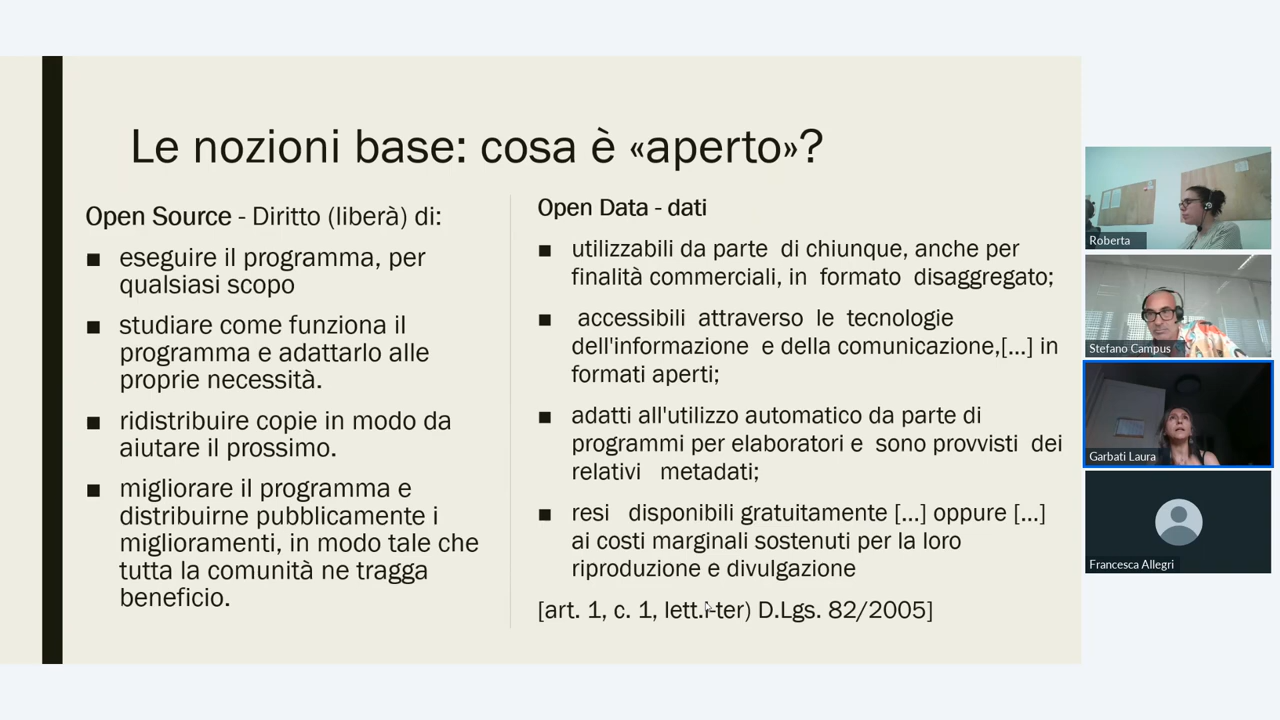 Le nozioni base: cosa è «aperto»?
Open Source - Diritto (liberà) di:
■ eseguire il programma, per
qualsiasi scopo
■ studiare come funziona il
programma e adattarlo alle
proprie necessità.
■ ridistribuire copie in modo da
aiutare il prossimo.
■ migliorare il programma e
distribuirne pubblicamente i
miglioramenti, in modo tale che
tutta la comunità ne tragga
beneficio.
Open Data - dati
■ utilizzabili da parte di chiunque, anche per
finalità commerciali, in formato disaggregato;
■ accessibili attraverso le tecnologie
dell'informazione e della comunicazione,[...] in
formati aperti;
■ adatti all'utilizzo automatico da parte di
programmi per elaboratori e sono provvisti dei
relativi metadati;
■ resi disponibili gratuitamente [...] oppure [...]
ai costi marginali sostenuti per la loro
riproduzione e divulgazione
[art. 1, c. 1, lett.i-ter) D.Lgs. 82/2005]
Roberta
Stefano Campus
Garbati Laura
Francesca Allegri